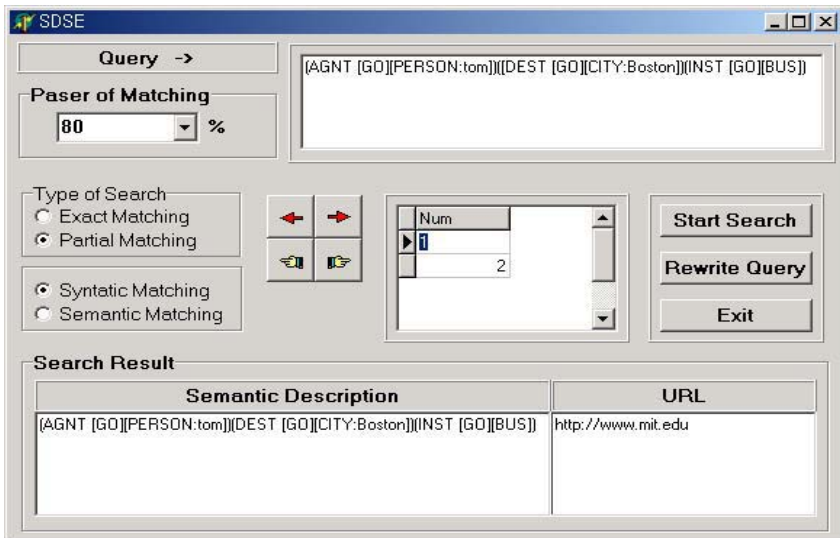 SDSE
Query ->
(AGNT [GO][PERSON:tom])([DEST [GO][CITY:Boston])(INST [GO][BUS])
Paser of Matching
80 %
Type of Search
Exact Matching
Partial Matching
Syntatic Matching
Semantic Matching
Num
1
2
Start Search
Rewrite Query
Exit
Search Result
Semantic Description
URL
(AGNT [GO][PERSON:tom])(DEST [GO][CITY:Boston])(INST [GO][BUS])
http://www.mit.edu